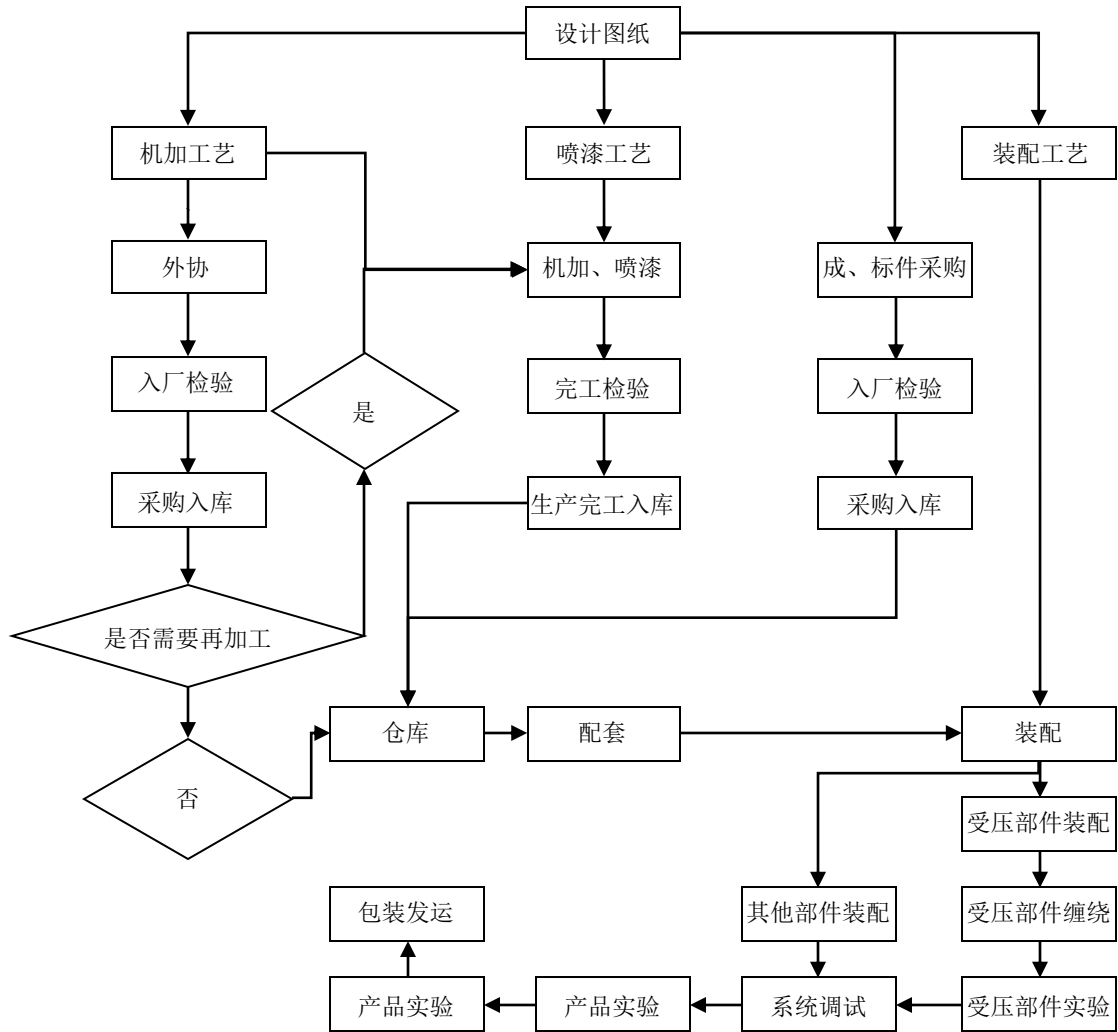 设计图纸
机加工艺
喷漆工艺
装配工艺
外协
机加、喷漆
成、标件采购
入厂检验
是
完工检验
入厂检验
采购入库
生产完工入库
采购入库
是否需要再加工
仓库
配套
装配
否
受压部件装配
包装发运
其他部件装配
受压部件缠绕
产品实验
产品实验
系统调试
受压部件实验